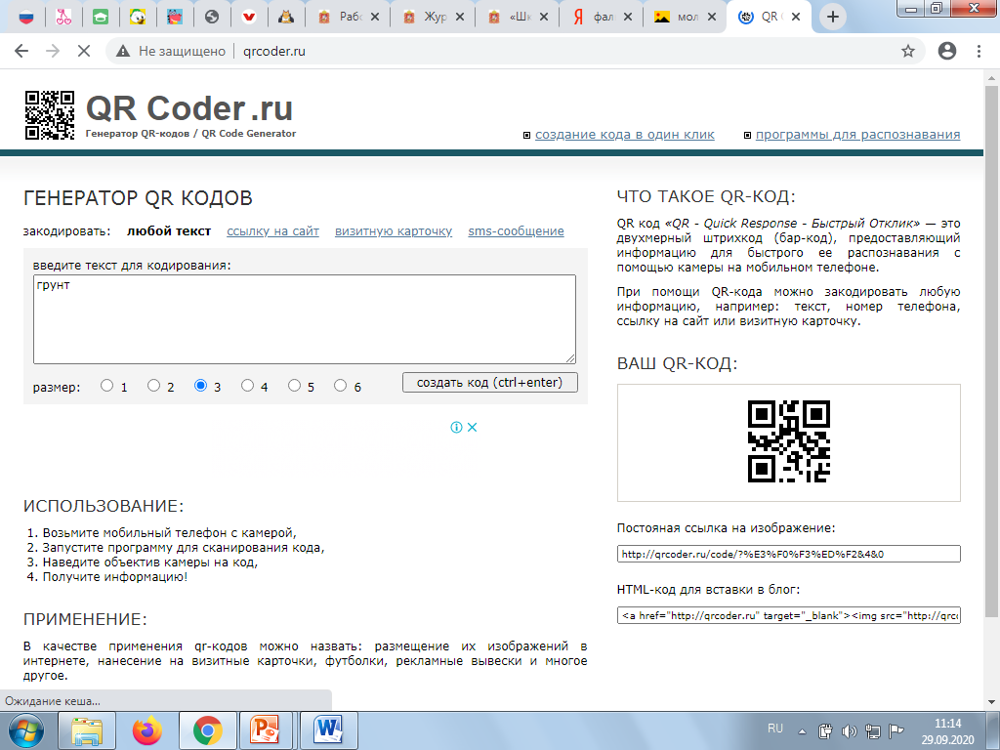 Раб
Жур
«Шк
фал
мол
QR
Не защищено
qrcoder.ru
QR Coder.ru
Генератор QR-кодов / QR Code Generator
создание кода в один клик
программы для распознавания
ГЕНЕРАТОР QR КОДОВ
закодировать: любой текст ссылку на сайт визитную карточку sms-сообщение
введите текст для кодирования:
грунт
размер: 1 2 3 4 5 6
создать код (ctrl+enter)
ИСПОЛЬЗОВАНИЕ:
1. Возьмите мобильный телефон с камерой,
2. Запустите программу для сканирования кода,
3. Наведите объектив камеры на код,
4. Получите информацию!
ПРИМЕНЕНИЕ:
В качестве применения qr-кодов можно назвать: размещение их изображений в
интернете, нанесение на визитные карточки, футболки, рекламные вывески и многое
другое.
ЧТО ТАКОЕ QR-КОД:
QR код «QR - Quick Response - Быстрый Отклик» — это
двухмерный штрихкод (бар-код), предоставляющий
информацию для быстрого ее распознавания с
помощью камеры на мобильном телефоне.
При помощи QR-кода можно закодировать любую
информацию, например: текст, номер телефона,
ссылку на сайт или визитную карточку.
ВАШ QR-КОД:
Постояная ссылка на изображение:
http://qrcoder.ru/code/?%E3%F0%F3%ED%F2&4&0
HTML-код для вставки в блог:
<a href="http://qrcoder.ru" target="_blank"><img src="http://qrc
Ожидание кеша...
RU
11:14
29.09.2020